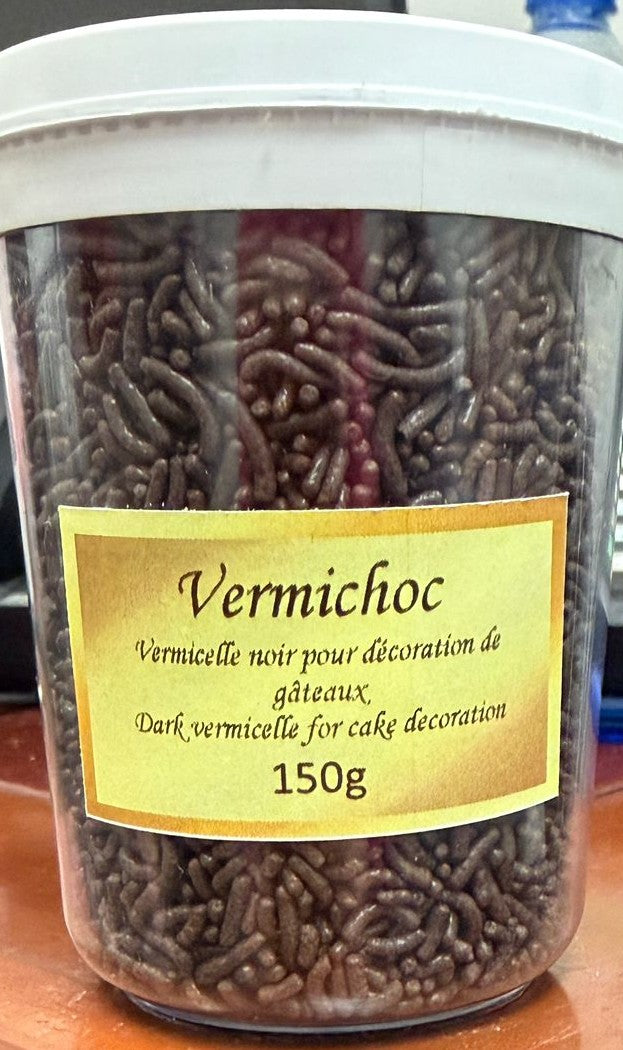 Vermichoc
Vermicelle noir pour décoration de
gâteaux,
Dark vermicelle for cake decoration
150g